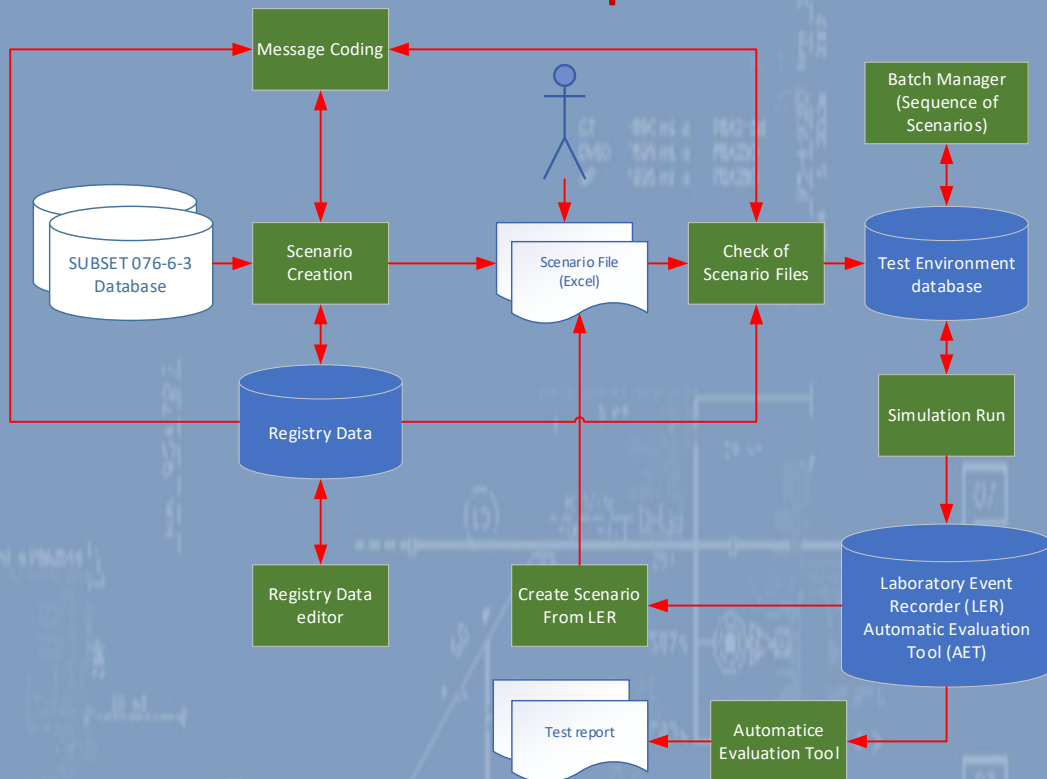 Message Coding
Batch Manager
(Sequence of
Scenarios)
SUBSET 076-6-3
Database
Scenario
Creation
Scenario File
(Excel)
Check of
Scenario Files
Test Environment
database
Registry Data
Simulation Run
Registry Data
editor
Create Scenario
From LER
Laboratory Event
Recorder (LER)
Automatic Evaluation
Tool (AET)
Test report
Automatice
Evaluation Tool